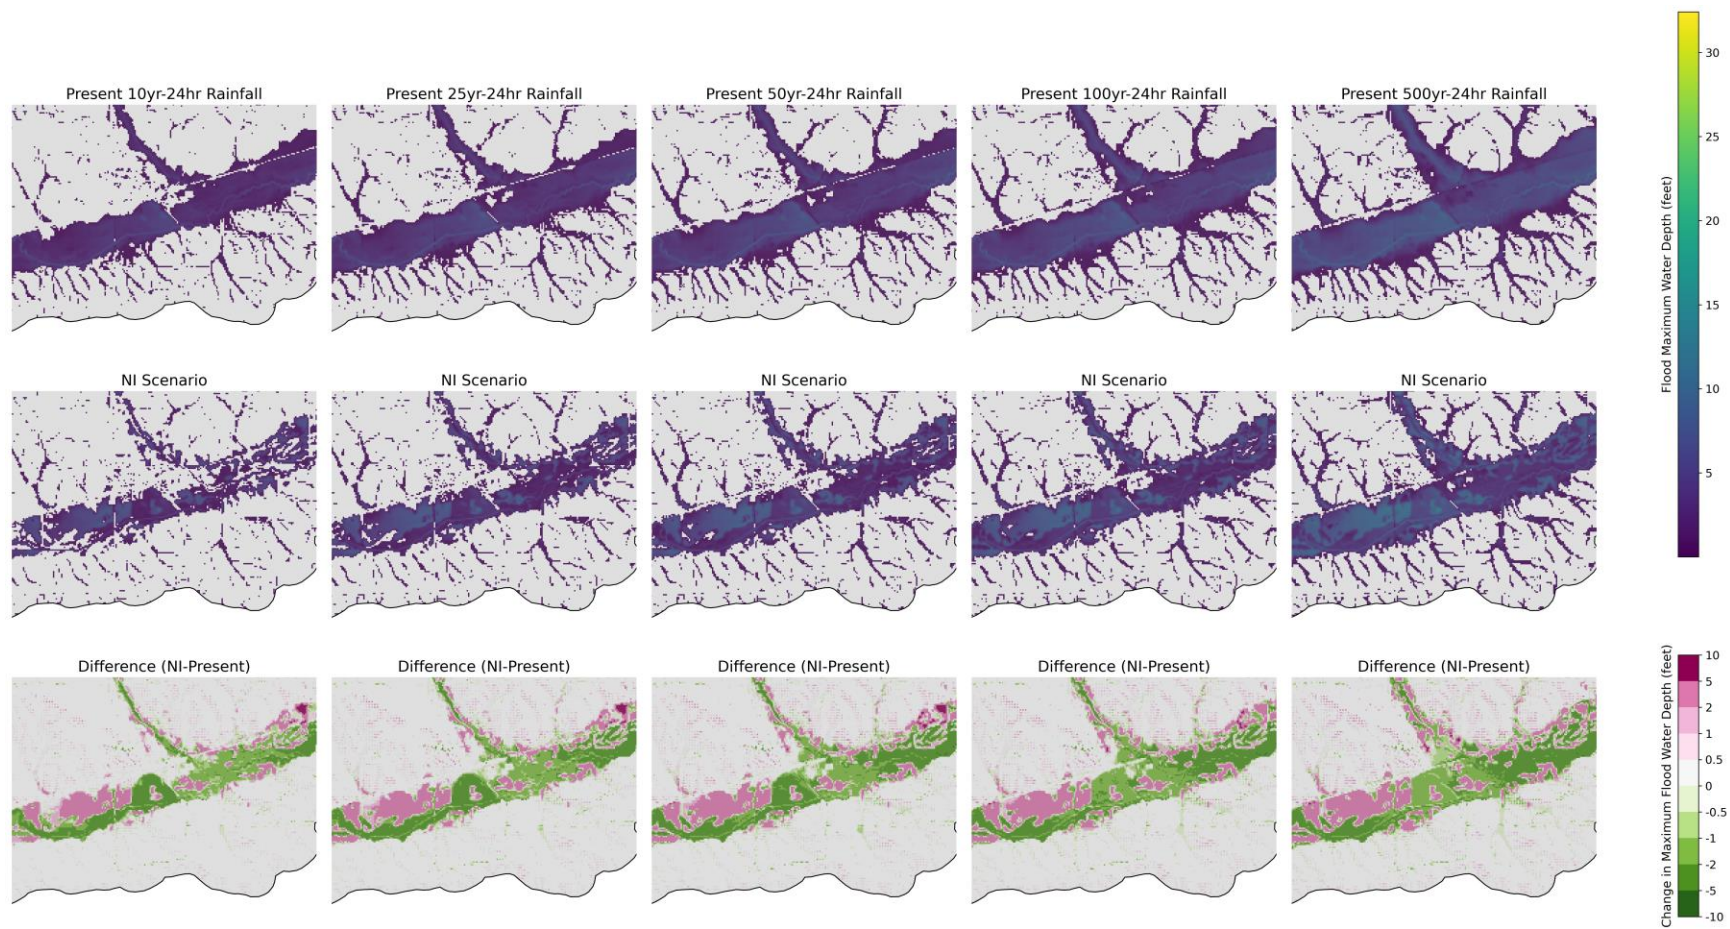 Present 10yr-24hr Rainfall
Present 25yr-24hr Rainfall
Present 50yr-24hr Rainfall
Present 100yr-24hr Rainfall
Present 500yr-24hr Rainfall
NI Scenario
NI Scenario
NI Scenario
NI Scenario
NI Scenario
Difference (NI-Present)
Difference (NI-Present)
Difference (NI-Present)
Difference (NI-Present)
Difference (NI-Present)
Flood Maximum Water Depth (feet)
30
25
20
15
10
5
Change in Maximum Flood Water Depth (feet)
10
5
2
1
0.5
0
-0.5
-1
-2
-5
-10